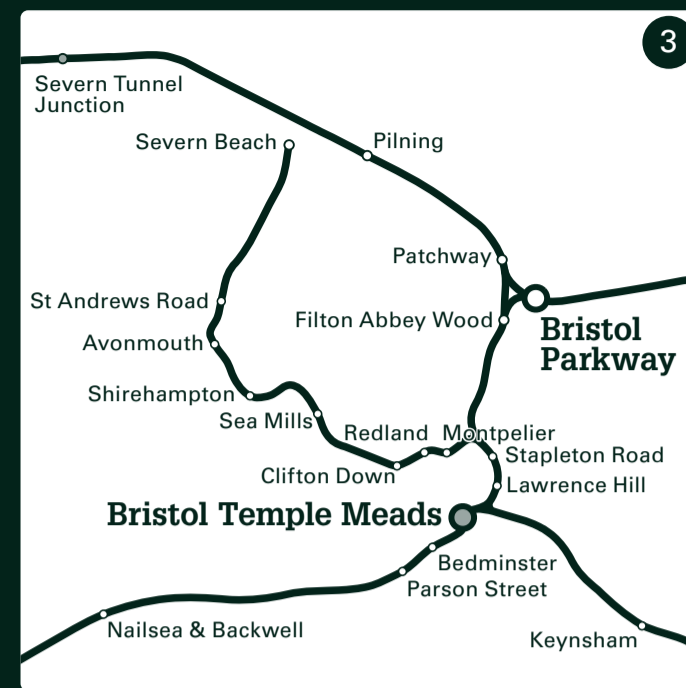 3
Severn Tunnel
Junction
Severn Beach
Pilning
Patchway
St Andrews Road
Filton Abbey Wood
Bristol
Parkway
Avonmouth
Shirehampton
Sea Mills
Redland
Montpelier
Stapleton Road
Clifton Down
Lawrence Hill
Bristol Temple Meads
Bedminster
Parson Street
Nailsea & Backwell
Keynsham